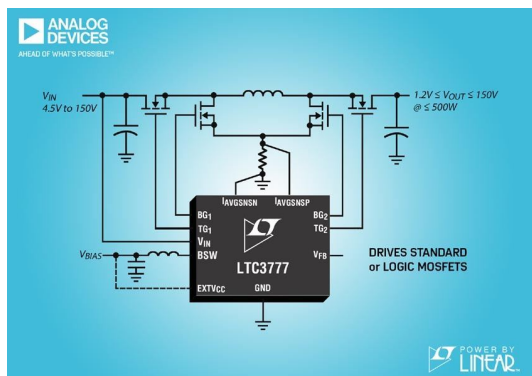 ANALOG
DEVICES
AHEAD OF WHAT'S POSSIBLE™
VIN
4.5V to 150V
1.2V ≤ VOUT ≤ 150V
@ ≤ 500W
IAVGSNSN
IAVGSNSP
BG1
BG2
TG1
TG2
VIN
VBIAS
BSW
VFB
LTC3777
EXTVCC
GND
DRIVES STANDARD
or LOGIC MOSFETS
POWER BY
LINEAR™